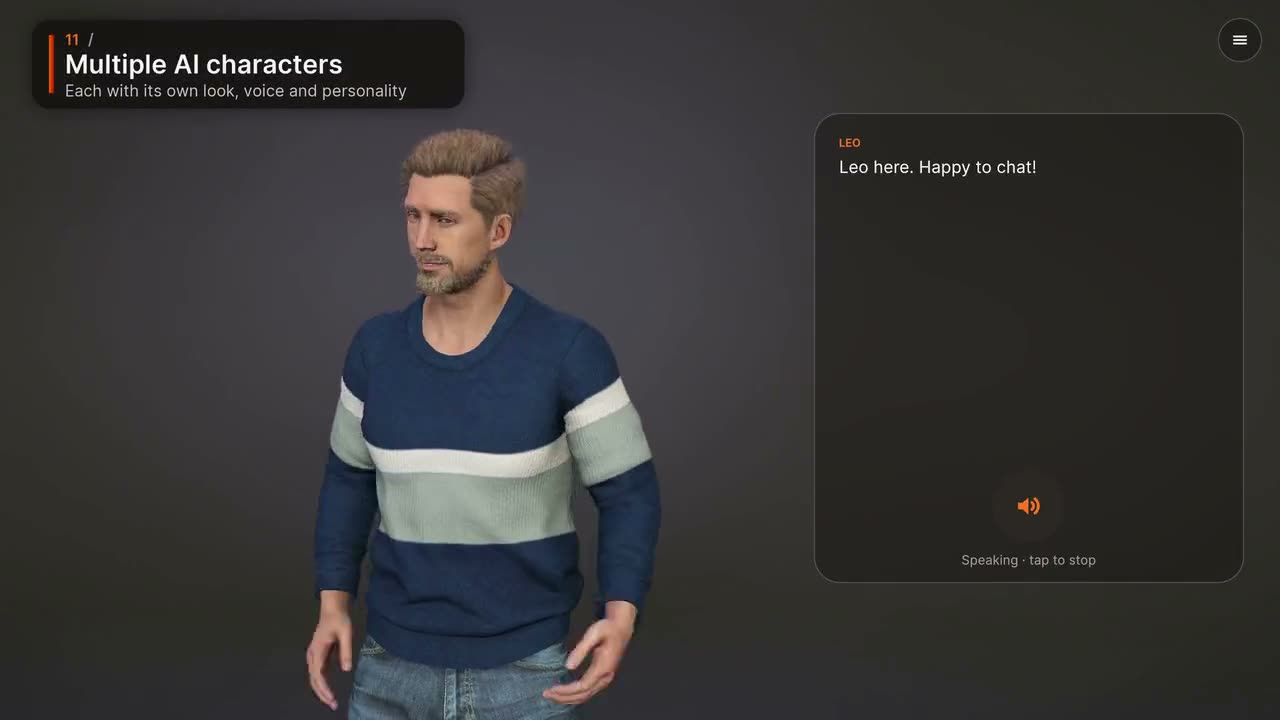 11 /
Multiple AI characters
Each with its own look, voice and personality
LEO
Leo here. Happy to chat!
Speaking · tap to stop